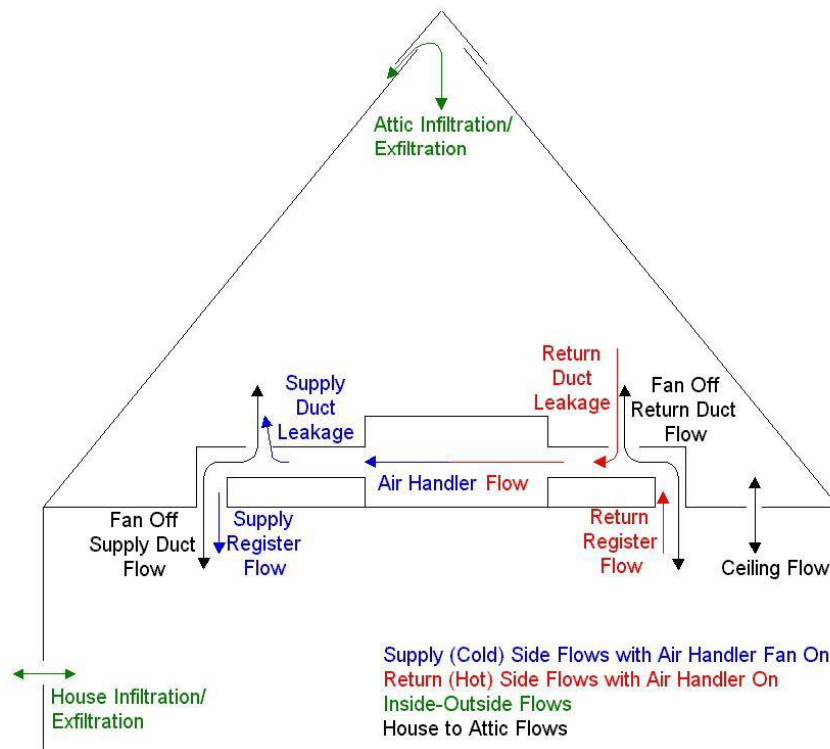 Attic Infiltration/
Exfiltration
Supply
Duct
Leakage
Return
Duct
Leakage
Fan Off
Return Duct
Flow
Air Handler Flow
Fan Off
Supply Duct
Flow
Supply
Register
Flow
Return
Register
Flow
Ceiling Flow
House Infiltration/
Exfiltration
Supply (Cold) Side Flows with Air Handler Fan On
Return (Hot) Side Flows with Air Handler On
Inside-Outside Flows
House to Attic Flows